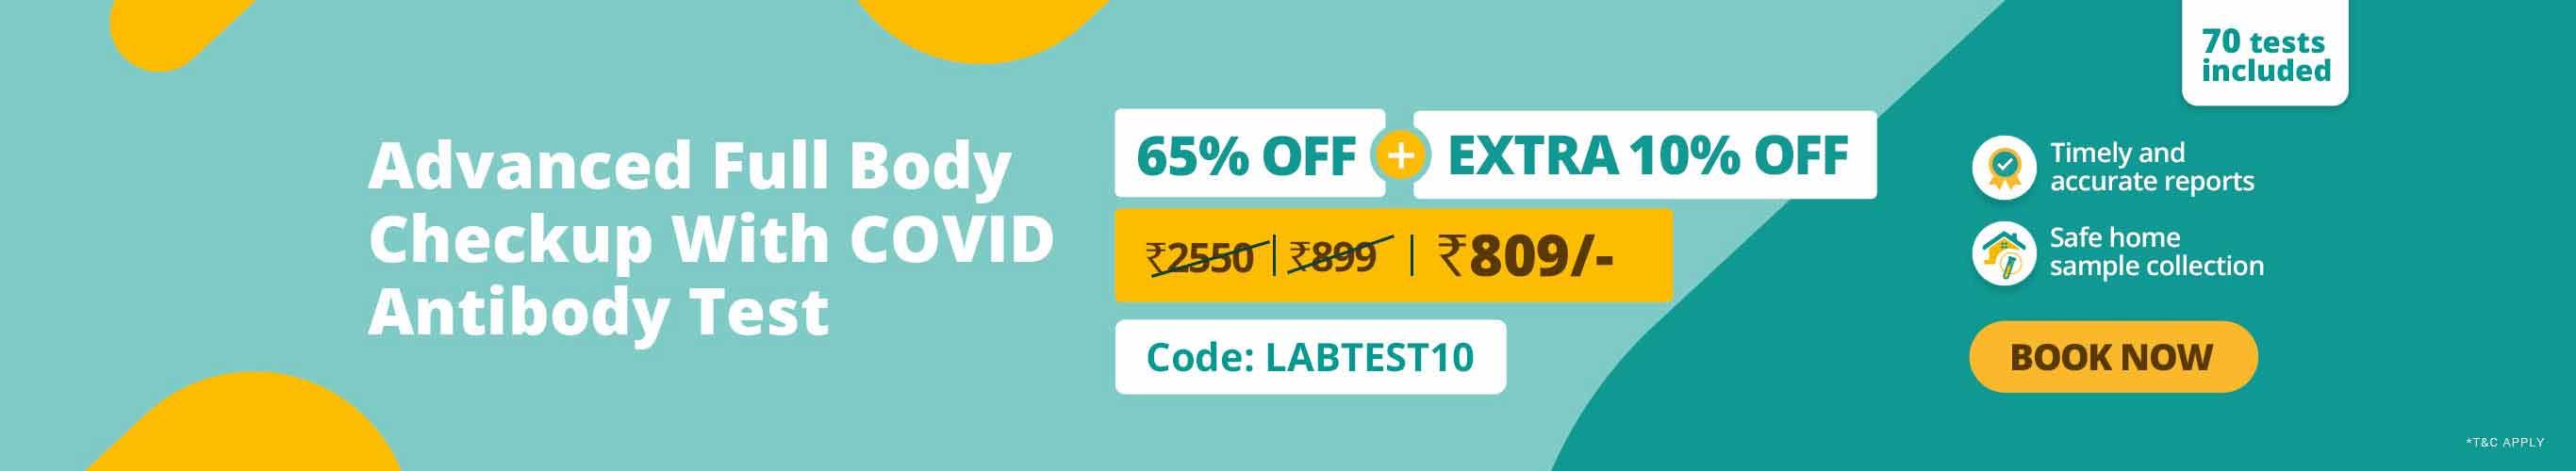 Advanced Full Body
Checkup With COVID
Antibody Test
65% OFF + EXTRA 10% OFF
₹2550 | ₹899 | ₹809/-
Code: LABTEST10
70 tests
included
Timely and
accurate reports
Safe home
sample collection
BOOK NOW
*T&C APPLY